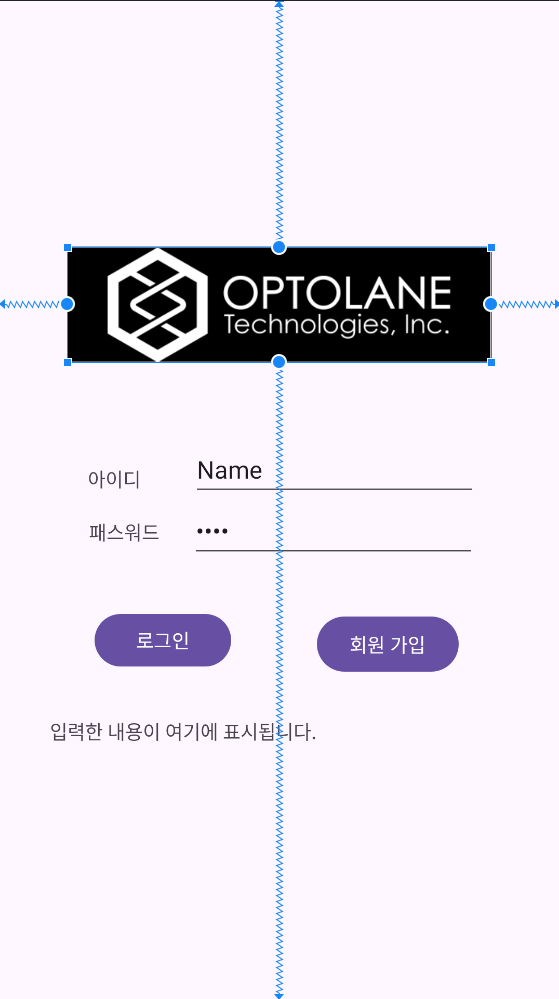 OPTOLANE
Technologies, Inc.
아이디
Name
패스워드
••••
로그인
회원 가입
입력한 내용이 여기에 표시됩니다.